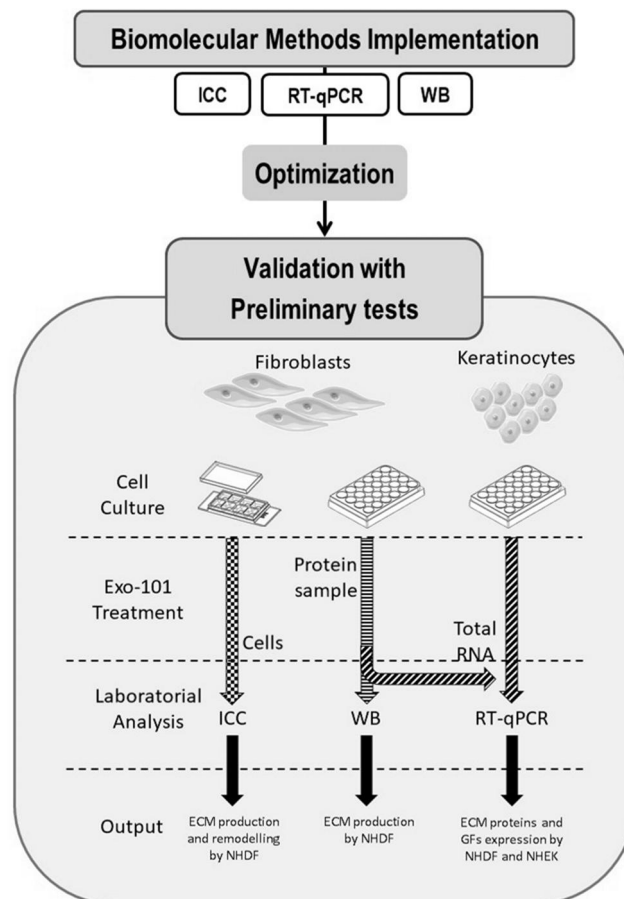 Biomolecular Methods Implementation
ICC RT-qPCR WB
Optimization
Validation with
Preliminary tests
Fibroblasts
Keratinocytes
Cell
Culture
Exo-101
Treatment
Protein
sample
Cells
Total
RNA
Laboratorial
Analysis
ICC
WB
RT-qPCR
Output
ECM production
and remodelling
by NHDF
ECM production
by NHDF
ECM proteins and
GFs expression by
NHDF and NHEK